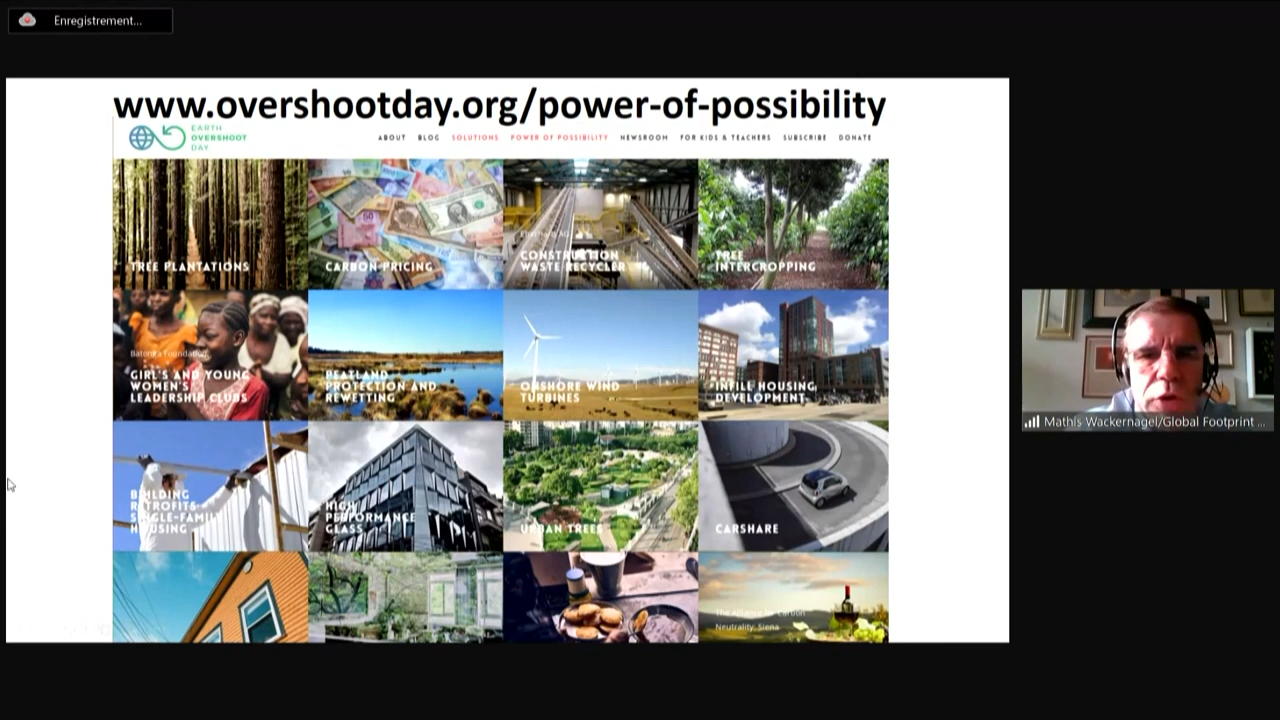 Enregistrement...
www.overshootday.org/power-of-possibility
EARTH
OVERSHOOT
DAY
ABOUT BLOG SOLUTIONS POWER OF POSSIBILITY NEWSROOM FOR KIDS & TEACHERS SUBSCRIBE DONATE
TREE PLANTATIONS
CARBON PRICING
CONSTRUCTION
WASTE RECYCLER
TREE
INTERCROPPING
Batonga Foundation
GIRL'S AND YOUNG
WOMEN'S
LEADERSHIP CLUBS
PEATLAND
PROTECTION AND
REWETTING
ONSHORE WIND
TURBINES
INFILL HOUSING
DEVELOPMENT
BUILDING
RETROFITS
SINGLE-FAMILY
HOUSING
HIGH
PERFORMANCE
GLASS
URBAN TREES
CARSHARE
The Alliance for Carbon
Neutrality: Siena
Mathis Wackernagel/Global Footprint ...